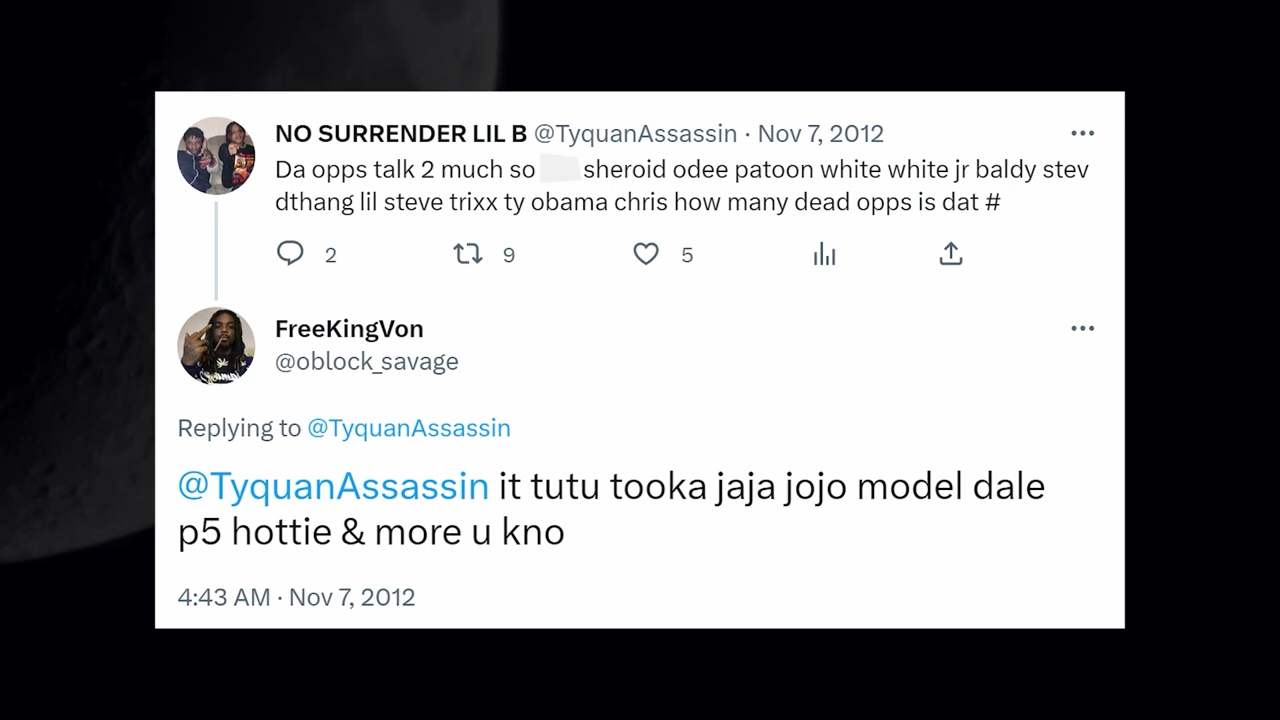 NO SURRENDER LIL B @TyquanAssassin · Nov 7, 2012
Da opps talk 2 much so sheroid odee patoon white white jr baldy stev
dthang lil steve trixx ty obama chris how many dead opps is dat #
2 9 5
FreeKingVon
@oblock_savage
Replying to @TyquanAssassin
@TyquanAssassin it tutu tooka jaja jojo model dale
p5 hottie & more u kno
4:43 AM · Nov 7, 2012